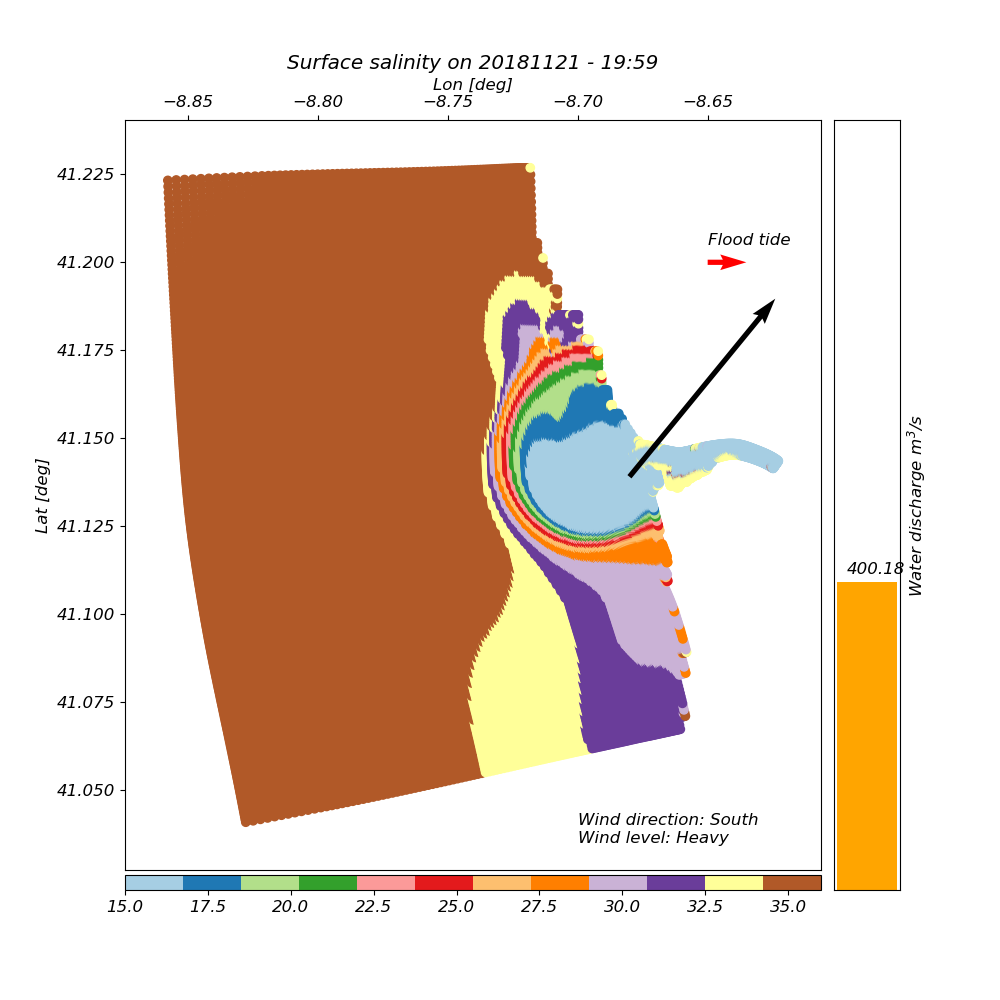 Surface salinity on 20181121 - 19:59
Lon [deg]
−8.85 −8.80 −8.75 −8.70 −8.65
41.225
41.200
41.175
41.150
41.125
41.100
41.075
41.050
Lat [deg]
Flood tide
Wind direction: South
Wind level: Heavy
15.0 17.5 20.0 22.5 25.0 27.5 30.0 32.5 35.0
400.18
Water discharge m³/s